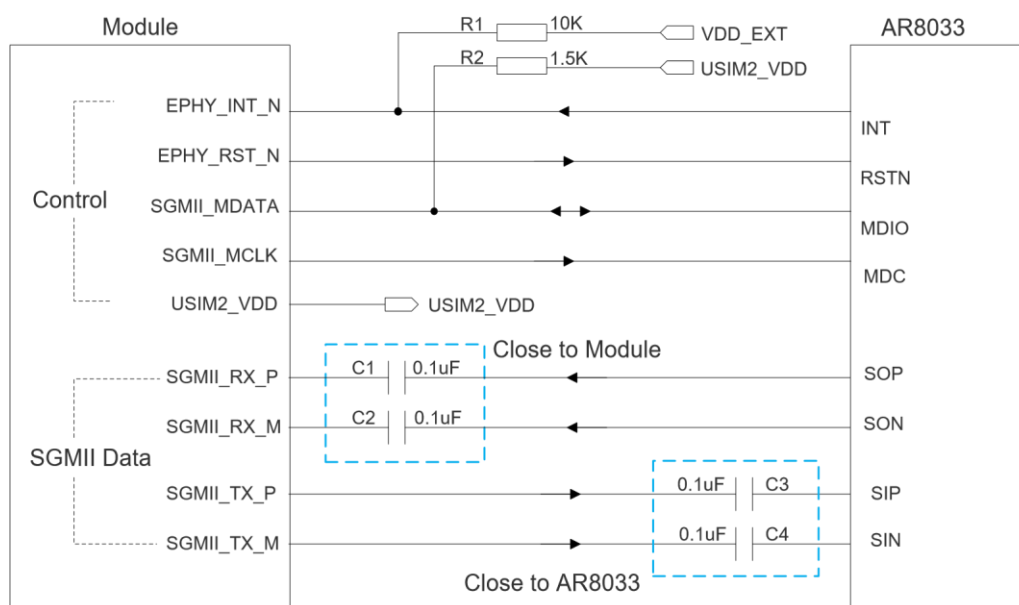 Module
R1 10K VDD_EXT
AR8033
R2 1.5K USIM2_VDD
EPHY_INT_N
INT
EPHY_RST_N
RSTN
Control
SGMII_MDATA
MDIO
SGMII_MCLK
MDC
USIM2_VDD USIM2_VDD
Close to Module
SGMII_RX_P C1 0.1uF SOP
SGMII_RX_M C2 0.1uF SON
SGMII Data
SGMII_TX_P 0.1uF C3 SIP
SGMII_TX_M 0.1uF C4 SIN
Close to AR8033